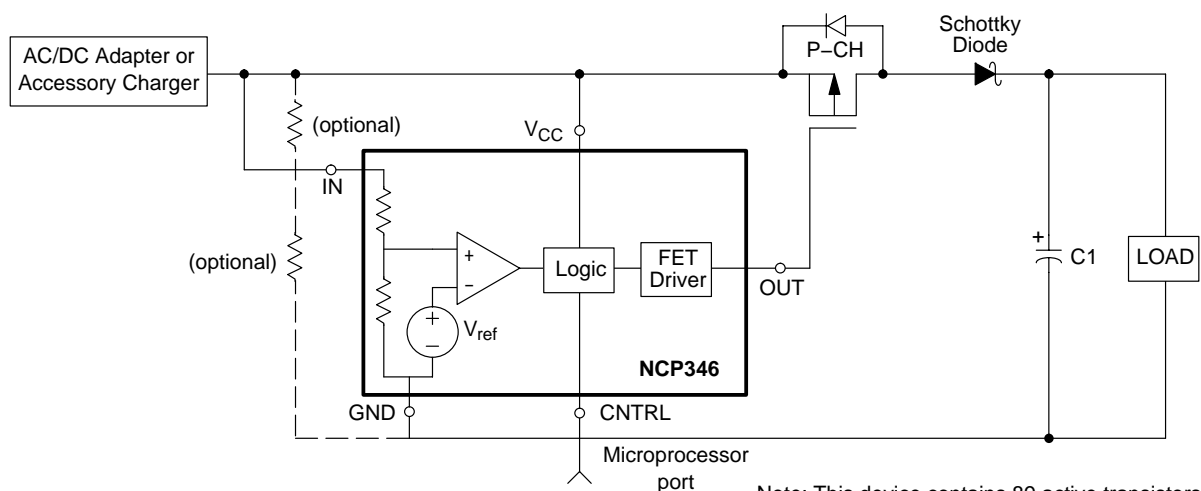 AC/DC Adapter or
Accessory Charger
P−CH
Schottky
Diode
(optional)
VCC
IN
(optional)
+
−
Logic
FET
Driver
OUT
+
C1
LOAD
+
−
Vref
NCP346
GND
CNTRL
Microprocessor
port